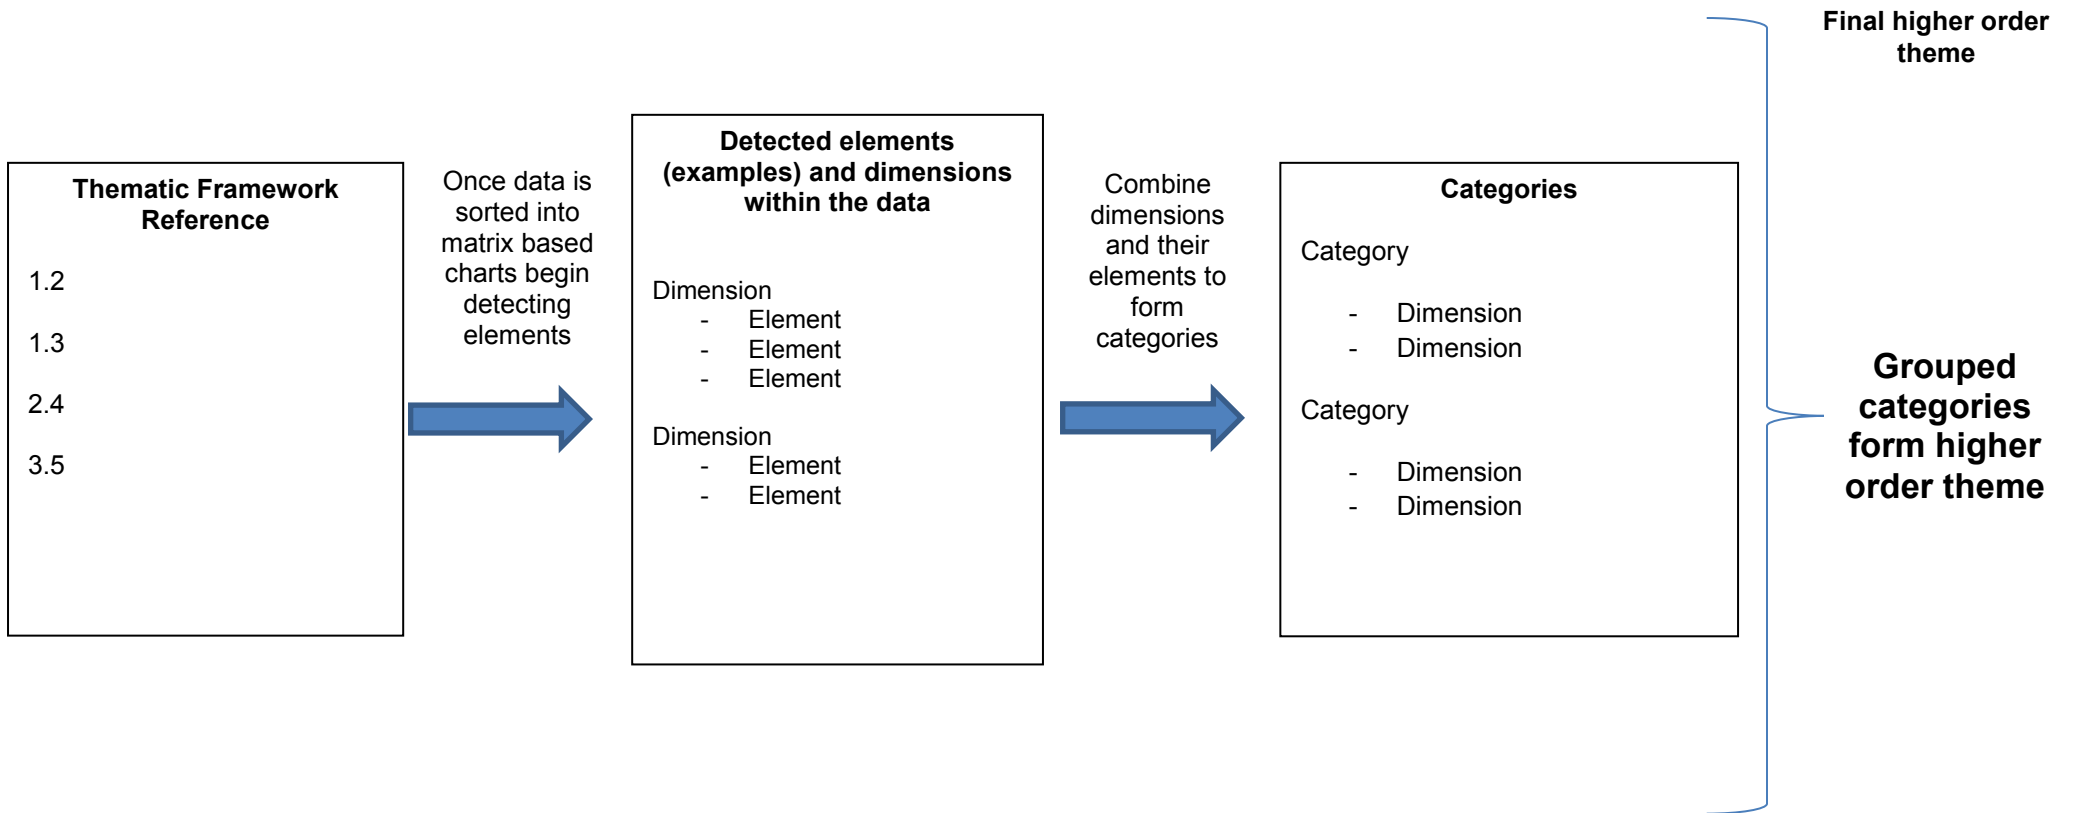 Thematic Framework
Reference
1.2
1.3
2.4
3.5
Once data is
sorted into
matrix based
charts begin
detecting
elements
Detected elements
(examples) and dimensions
within the data
Dimension
- Element
- Element
- Element
Dimension
- Element
- Element
Combine
dimensions
and their
elements to
form
categories
Categories
Category
- Dimension
- Dimension
Category
- Dimension
- Dimension
Final higher order
theme
Grouped
categories
form higher
order theme